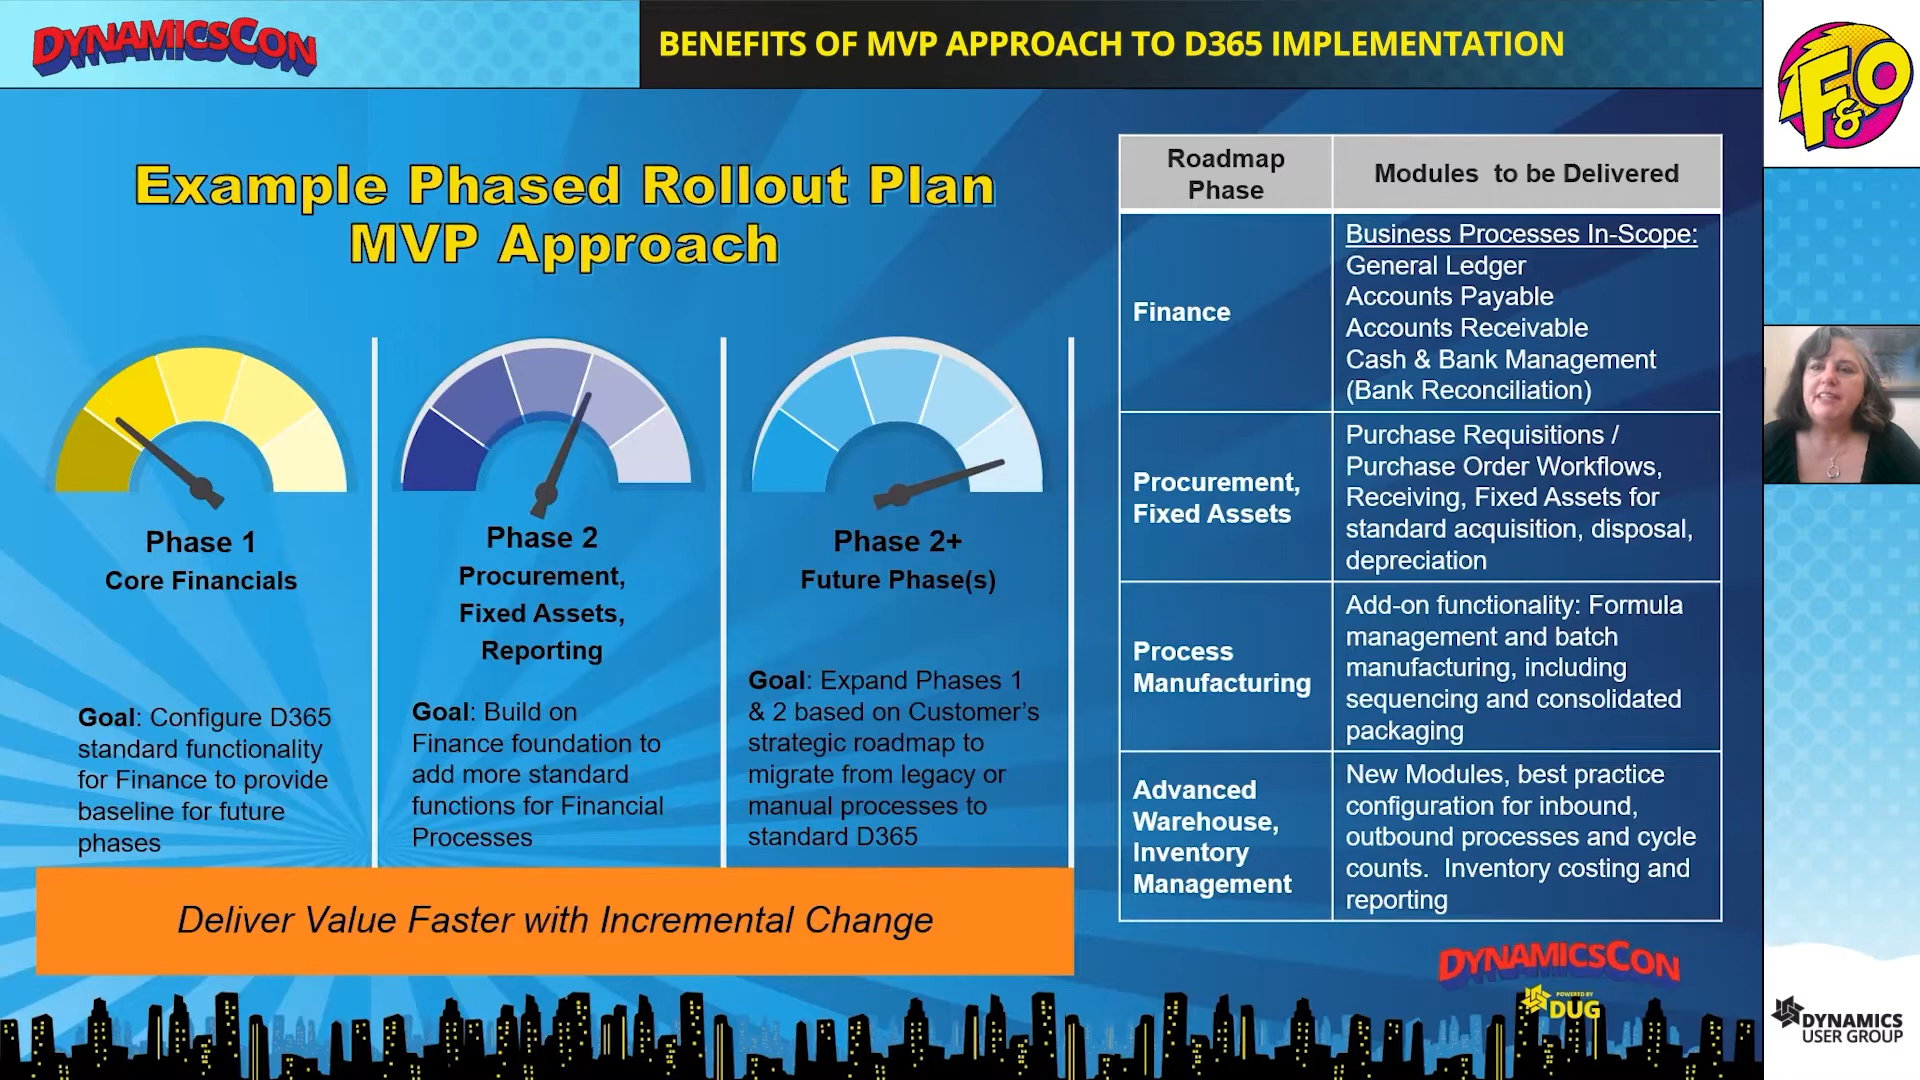 DYNAMICSCON
BENEFITS OF MVP APPROACH TO D365 IMPLEMENTATION
F&O
Example Phased Rollout Plan
MVP Approach
Phase 1
Core Financials
Goal: Configure D365
standard functionality
for Finance to provide
baseline for future
phases
Phase 2
Procurement,
Fixed Assets,
Reporting
Goal: Build on
Finance foundation to
add more standard
functions for Financial
Processes
Phase 2+
Future Phase(s)
Goal: Expand Phases 1
& 2 based on Customer’s
strategic roadmap to
migrate from legacy or
manual processes to
standard D365
Deliver Value Faster with Incremental Change
Roadmap
Phase
Modules to be Delivered
Finance
Business Processes In-Scope:
General Ledger
Accounts Payable
Accounts Receivable
Cash & Bank Management
(Bank Reconciliation)
Procurement,
Fixed Assets
Purchase Requisitions /
Purchase Order Workflows,
Receiving, Fixed Assets for
standard acquisition, disposal,
depreciation
Process
Manufacturing
Add-on functionality: Formula
management and batch
manufacturing, including
sequencing and consolidated
packaging
Advanced
Warehouse,
Inventory
Management
New Modules, best practice
configuration for inbound,
outbound processes and cycle
counts. Inventory costing and
reporting
DYNAMICSCON
POWERED BY
DUG
DYNAMICS
USER GROUP